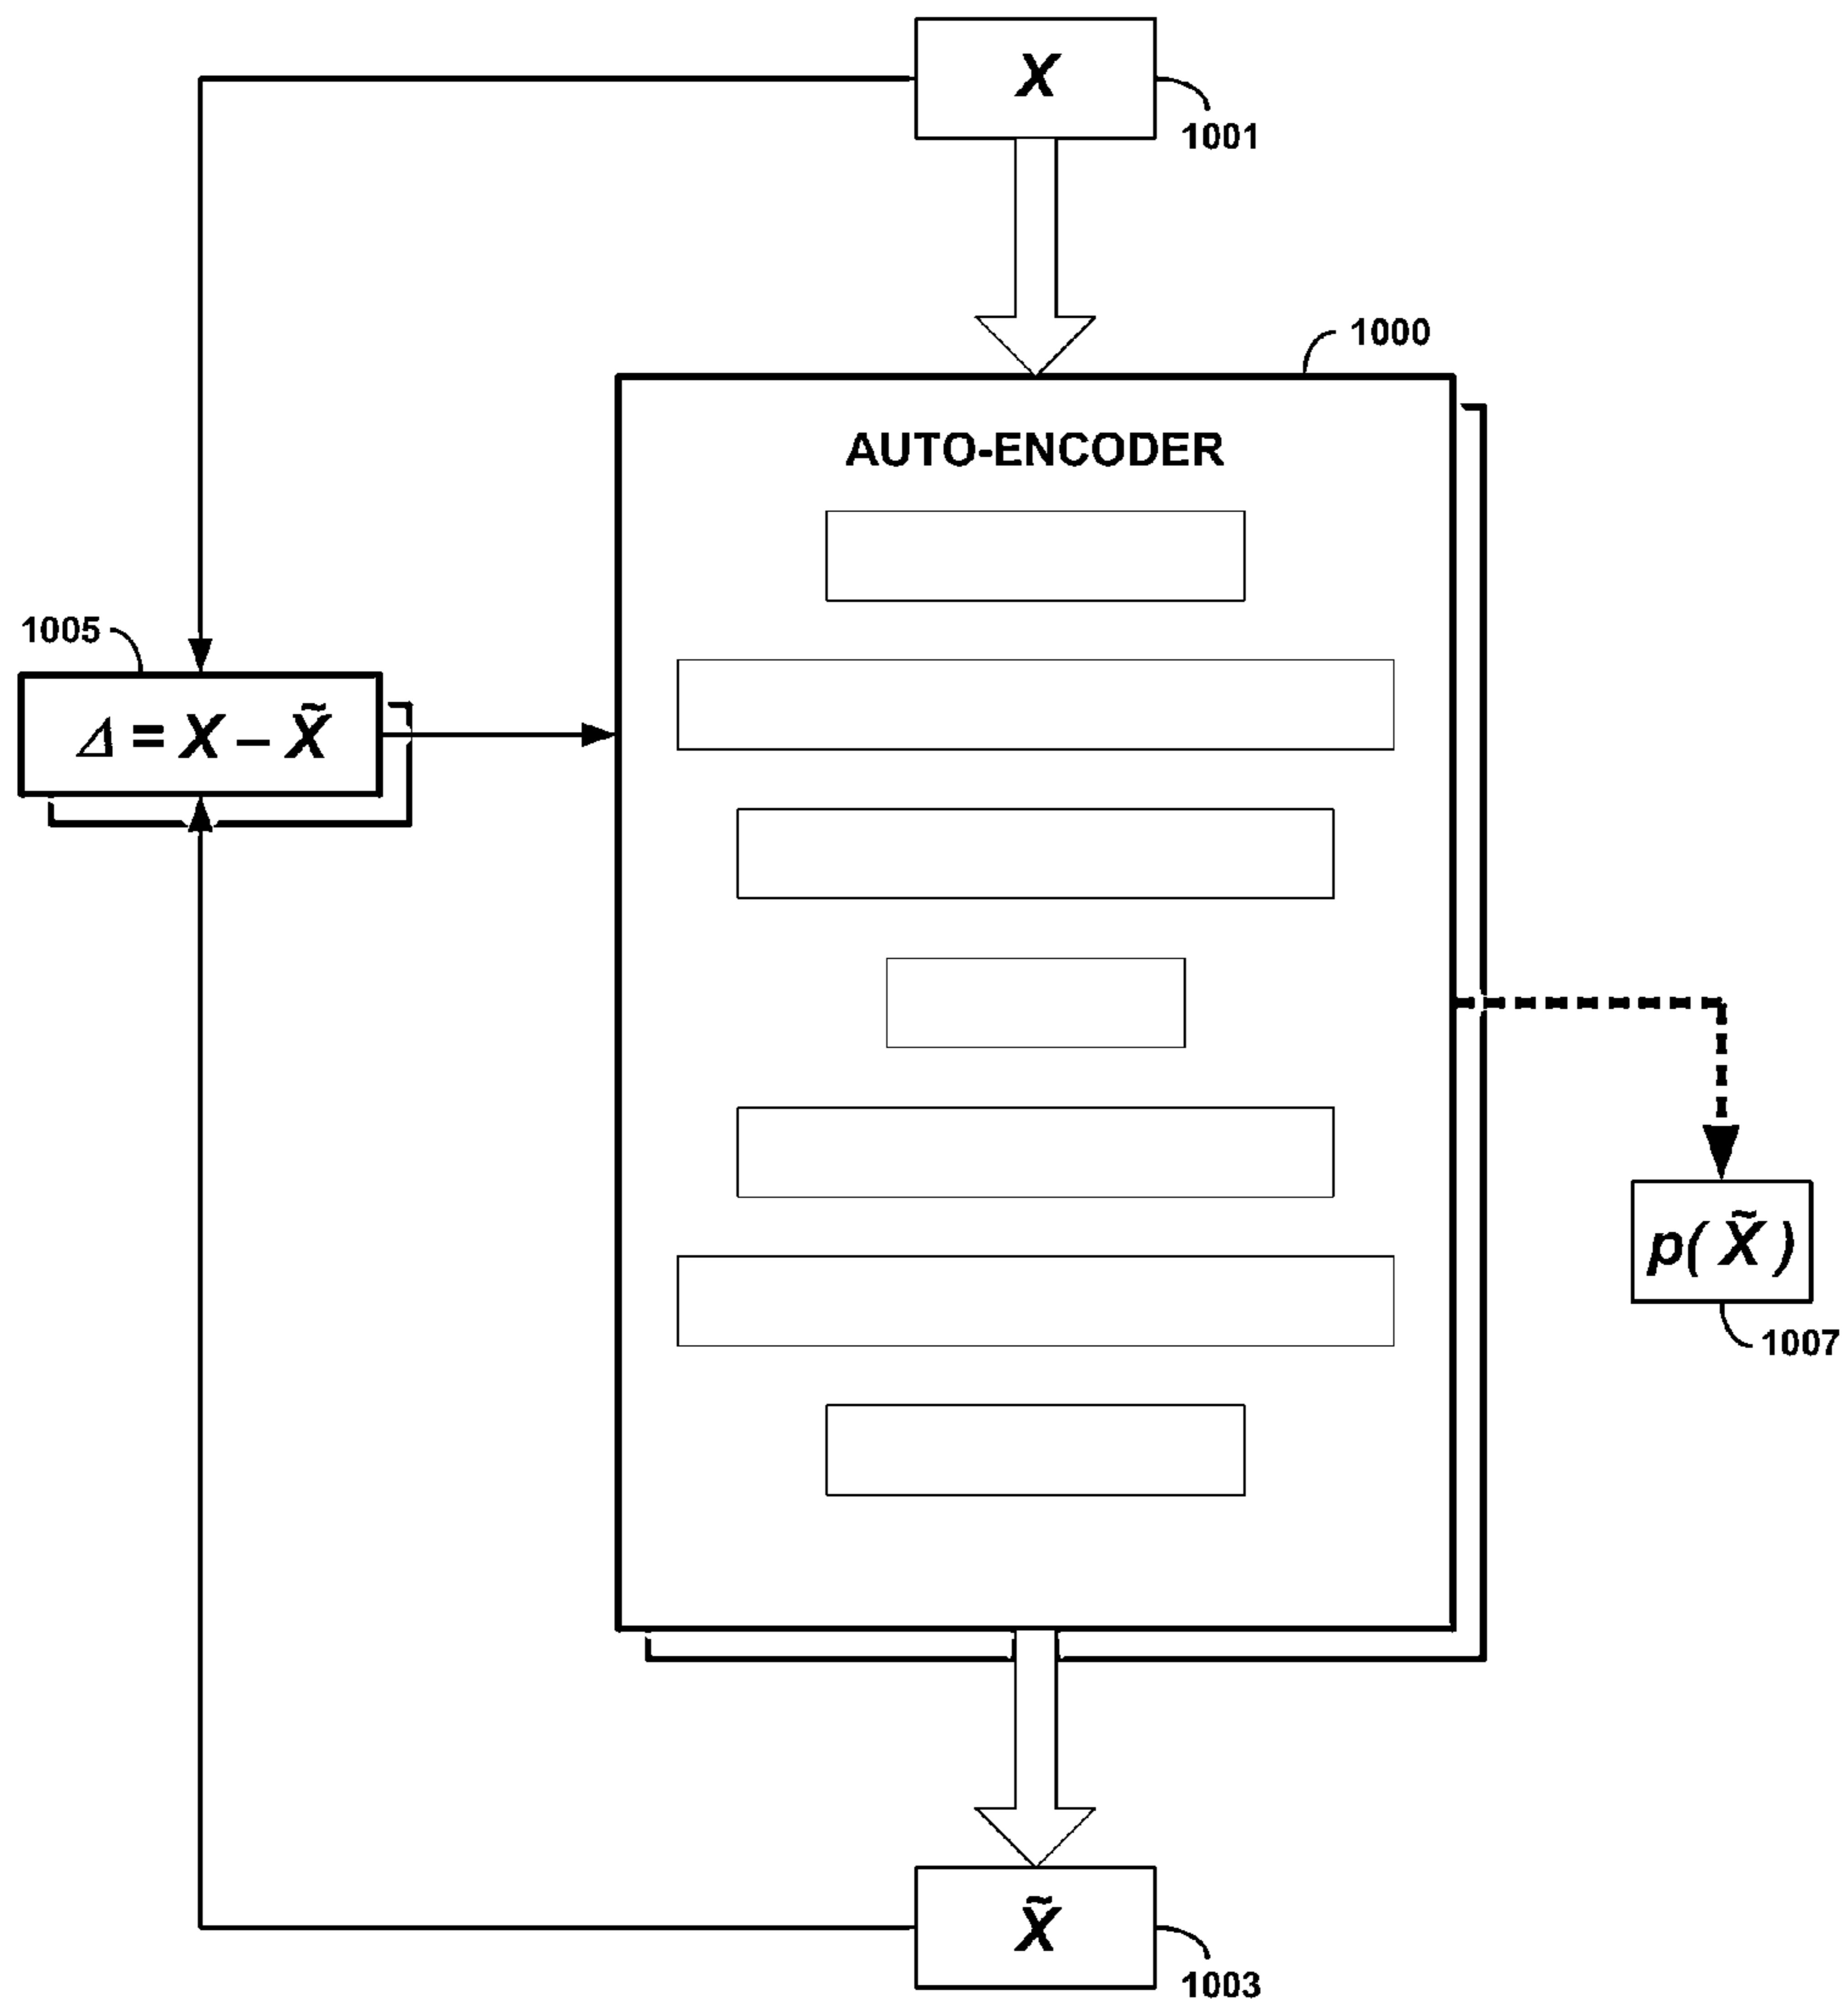 X
1001
1000
AUTO-ENCODER
1005
Δ = X – X̃
p( X̃ )
1007
X̃
1003